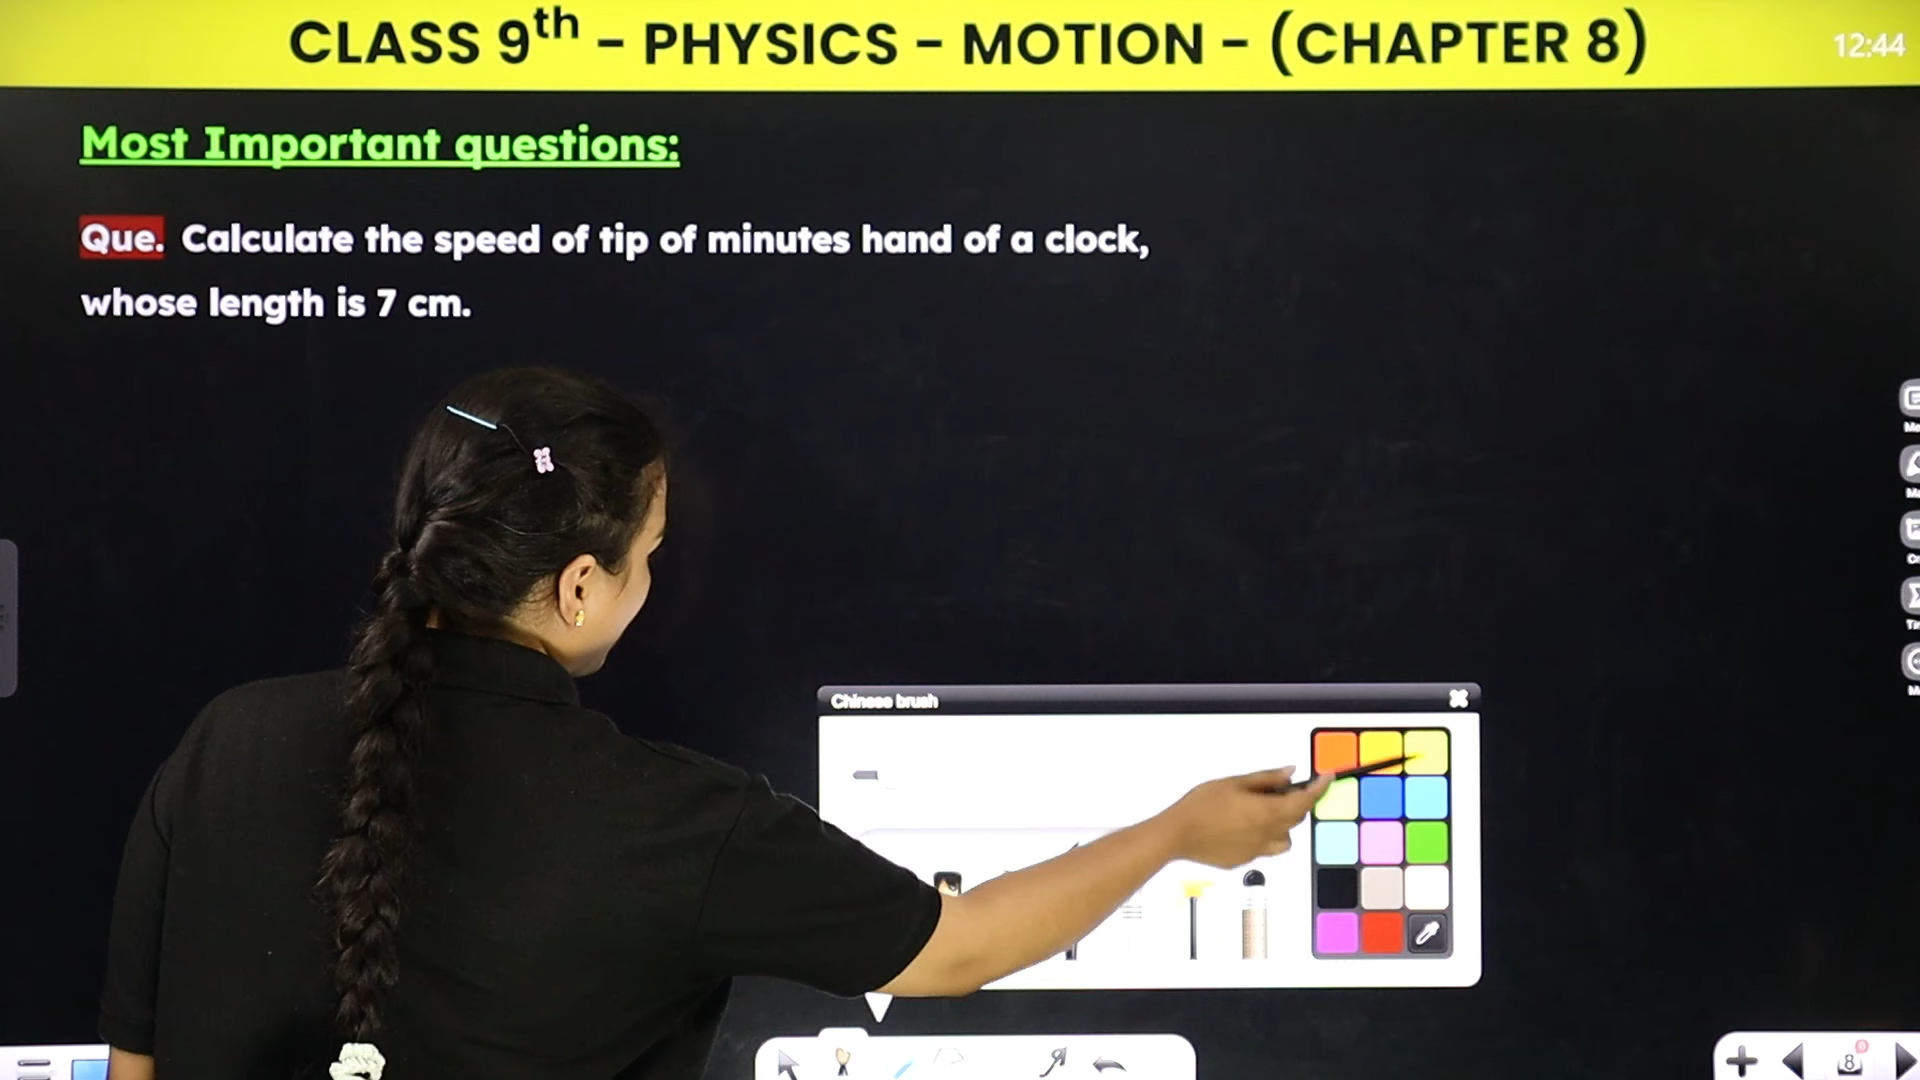 CLASS 9th - PHYSICS - MOTION - (CHAPTER 8)
12:44
Most Important questions:
Que. Calculate the speed of tip of minutes hand of a clock,
whose length is 7 cm.
Chinese brush
8